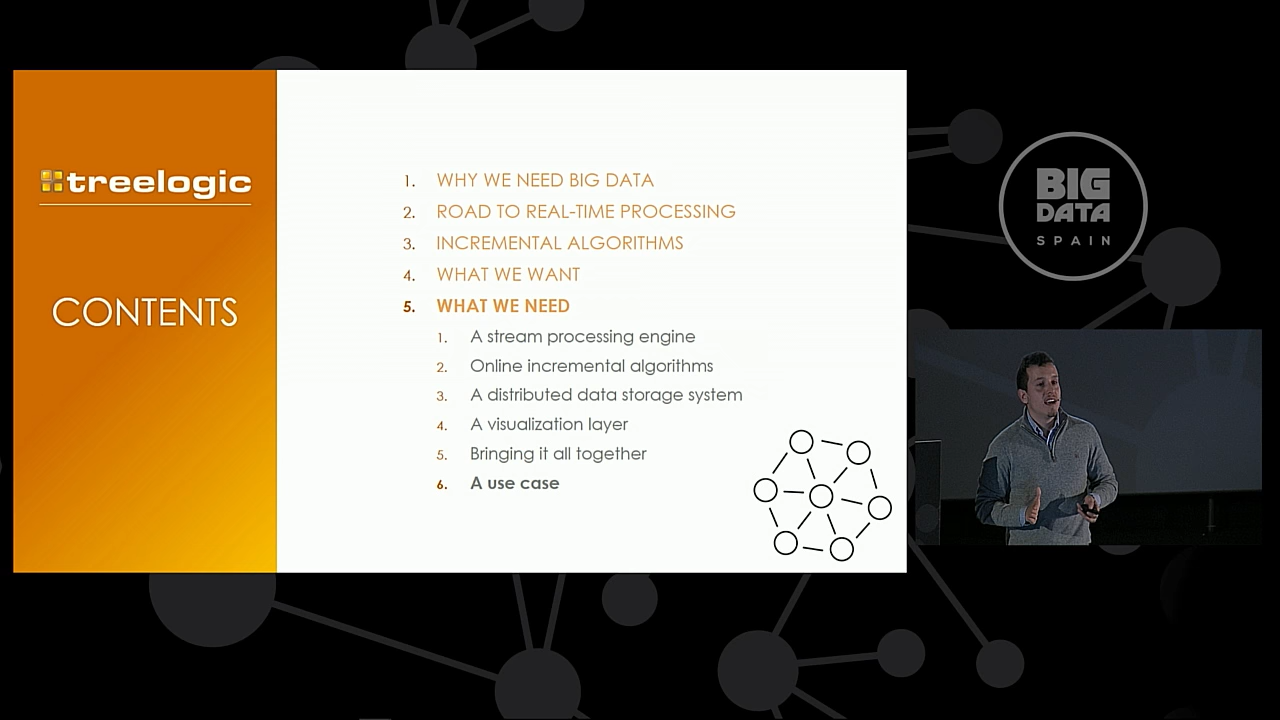 treelogic
CONTENTS
1. WHY WE NEED BIG DATA
2. ROAD TO REAL-TIME PROCESSING
3. INCREMENTAL ALGORITHMS
4. WHAT WE WANT
5. WHAT WE NEED
1. A stream processing engine
2. Online incremental algorithms
3. A distributed data storage system
4. A visualization layer
5. Bringing it all together
6. A use case
BIG
DATA
SPAIN